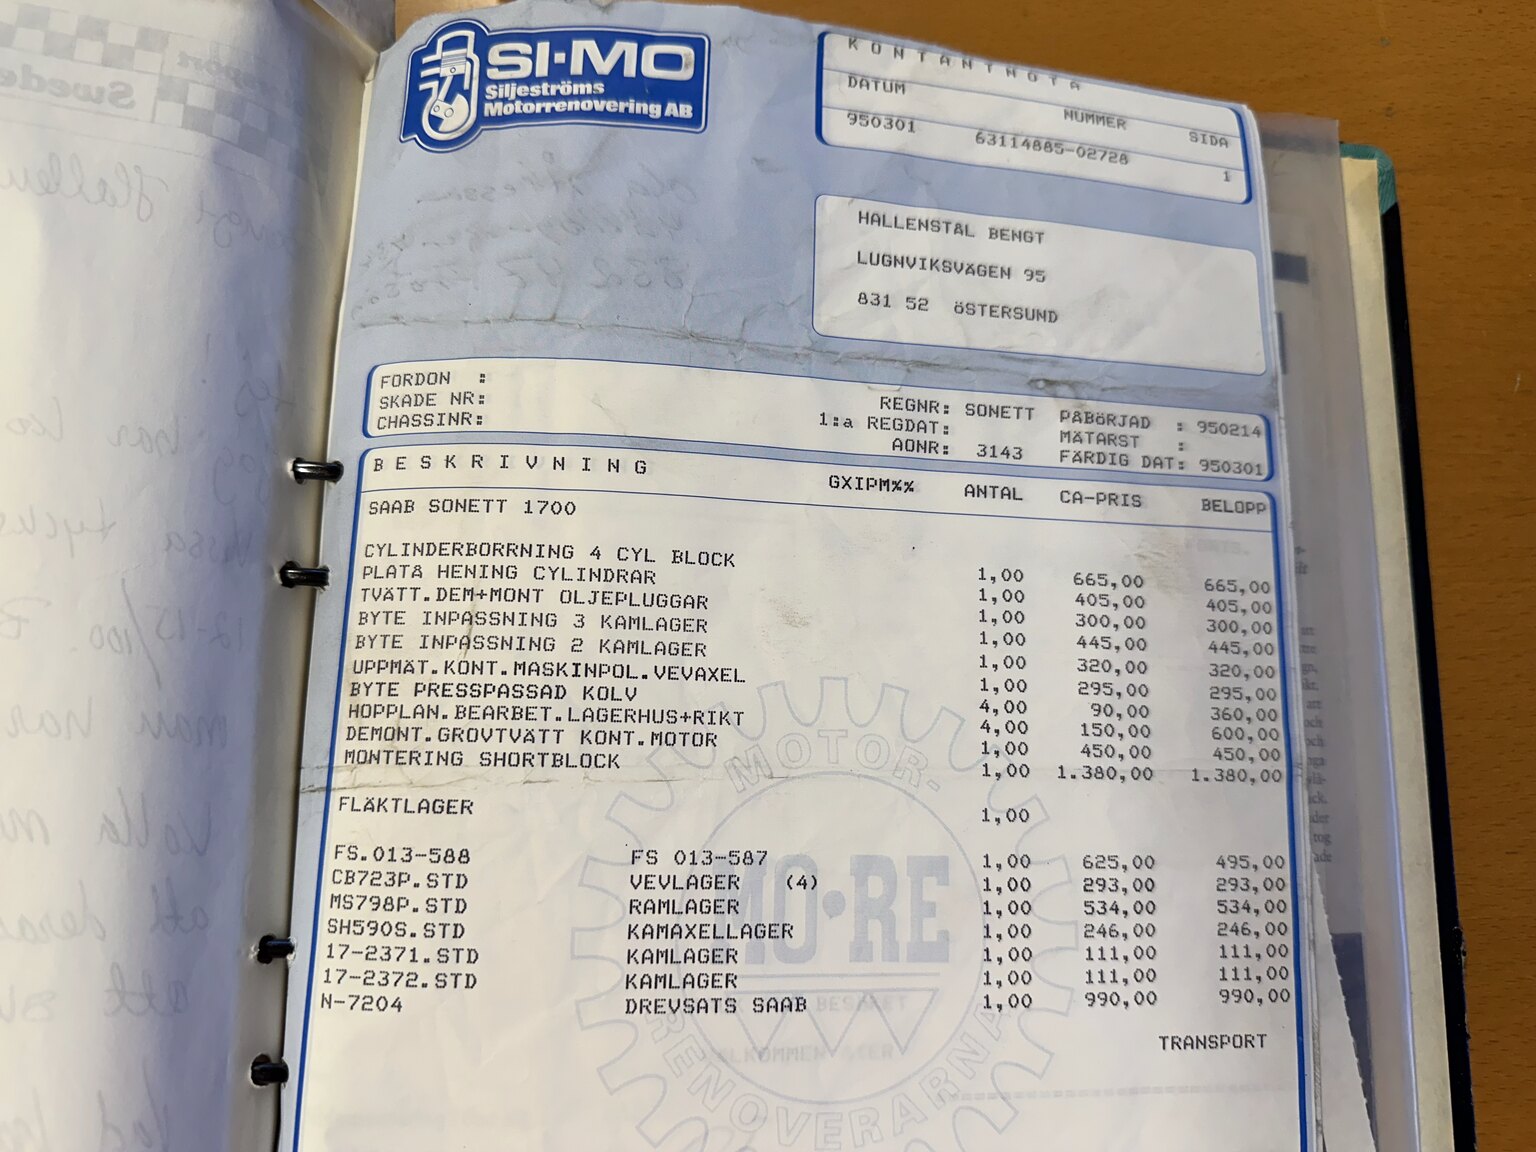 SI-MO
Siljeströms
Motorrenovering AB
KONTANTNOTA
DATUM NUMMER SIDA
950301 63114885-02728 1
HALLENSTÅL BENGT
LUGNVIKSVÄGEN 95
831 52 ÖSTERSUND
FORDON :
SKADE NR:
CHASSINR:
REGNR: SONETT PÅBÖRJAD : 950214
1:a REGDAT: MÄTARST :
AONR: 3143 FÄRDIG DAT: 950301
BESKRIVNING GXIPM%% ANTAL CA-PRIS BELOPP
SAAB SONETT 1700
CYLINDERBORRNING 4 CYL BLOCK 1,00 665,00 665,00
PLAT& HENING CYLINDRAR 1,00 405,00 405,00
TVÄTT.DEM+MONT OLJEPLUGGAR 1,00 300,00 300,00
BYTE INPASSNING 3 KAMLAGER 1,00 445,00 445,00
BYTE INPASSNING 2 KAMLAGER 1,00 320,00 320,00
UPPMÄT.KONT.MASKINPOL.VEVAXEL 1,00 295,00 295,00
BYTE PRESSPASSAD KOLV 4,00 90,00 360,00
HOPPLAN.BEARBET.LAGERHUS+RIKT 4,00 150,00 600,00
DEMONT.GROVTVÄTT KONT.MOTOR 1,00 450,00 450,00
MONTERING SHORTBLOCK 1,00 1.380,00 1.380,00
FLÄKTLAGER 1,00
FS.013-588 FS 013-587 1,00 625,00 495,00
CB723P.STD VEVLAGER (4) 1,00 293,00 293,00
MS798P.STD RAMLAGER 1,00 534,00 534,00
SH590S.STD KAMAXELLAGER 1,00 246,00 246,00
17-2371.STD KAMLAGER 1,00 111,00 111,00
17-2372.STD KAMLAGER 1,00 111,00 111,00
N-7204 DREVSATS SAAB 1,00 990,00 990,00
TRANSPORT
MOTOR-
MO·RE
RENOVERARNA